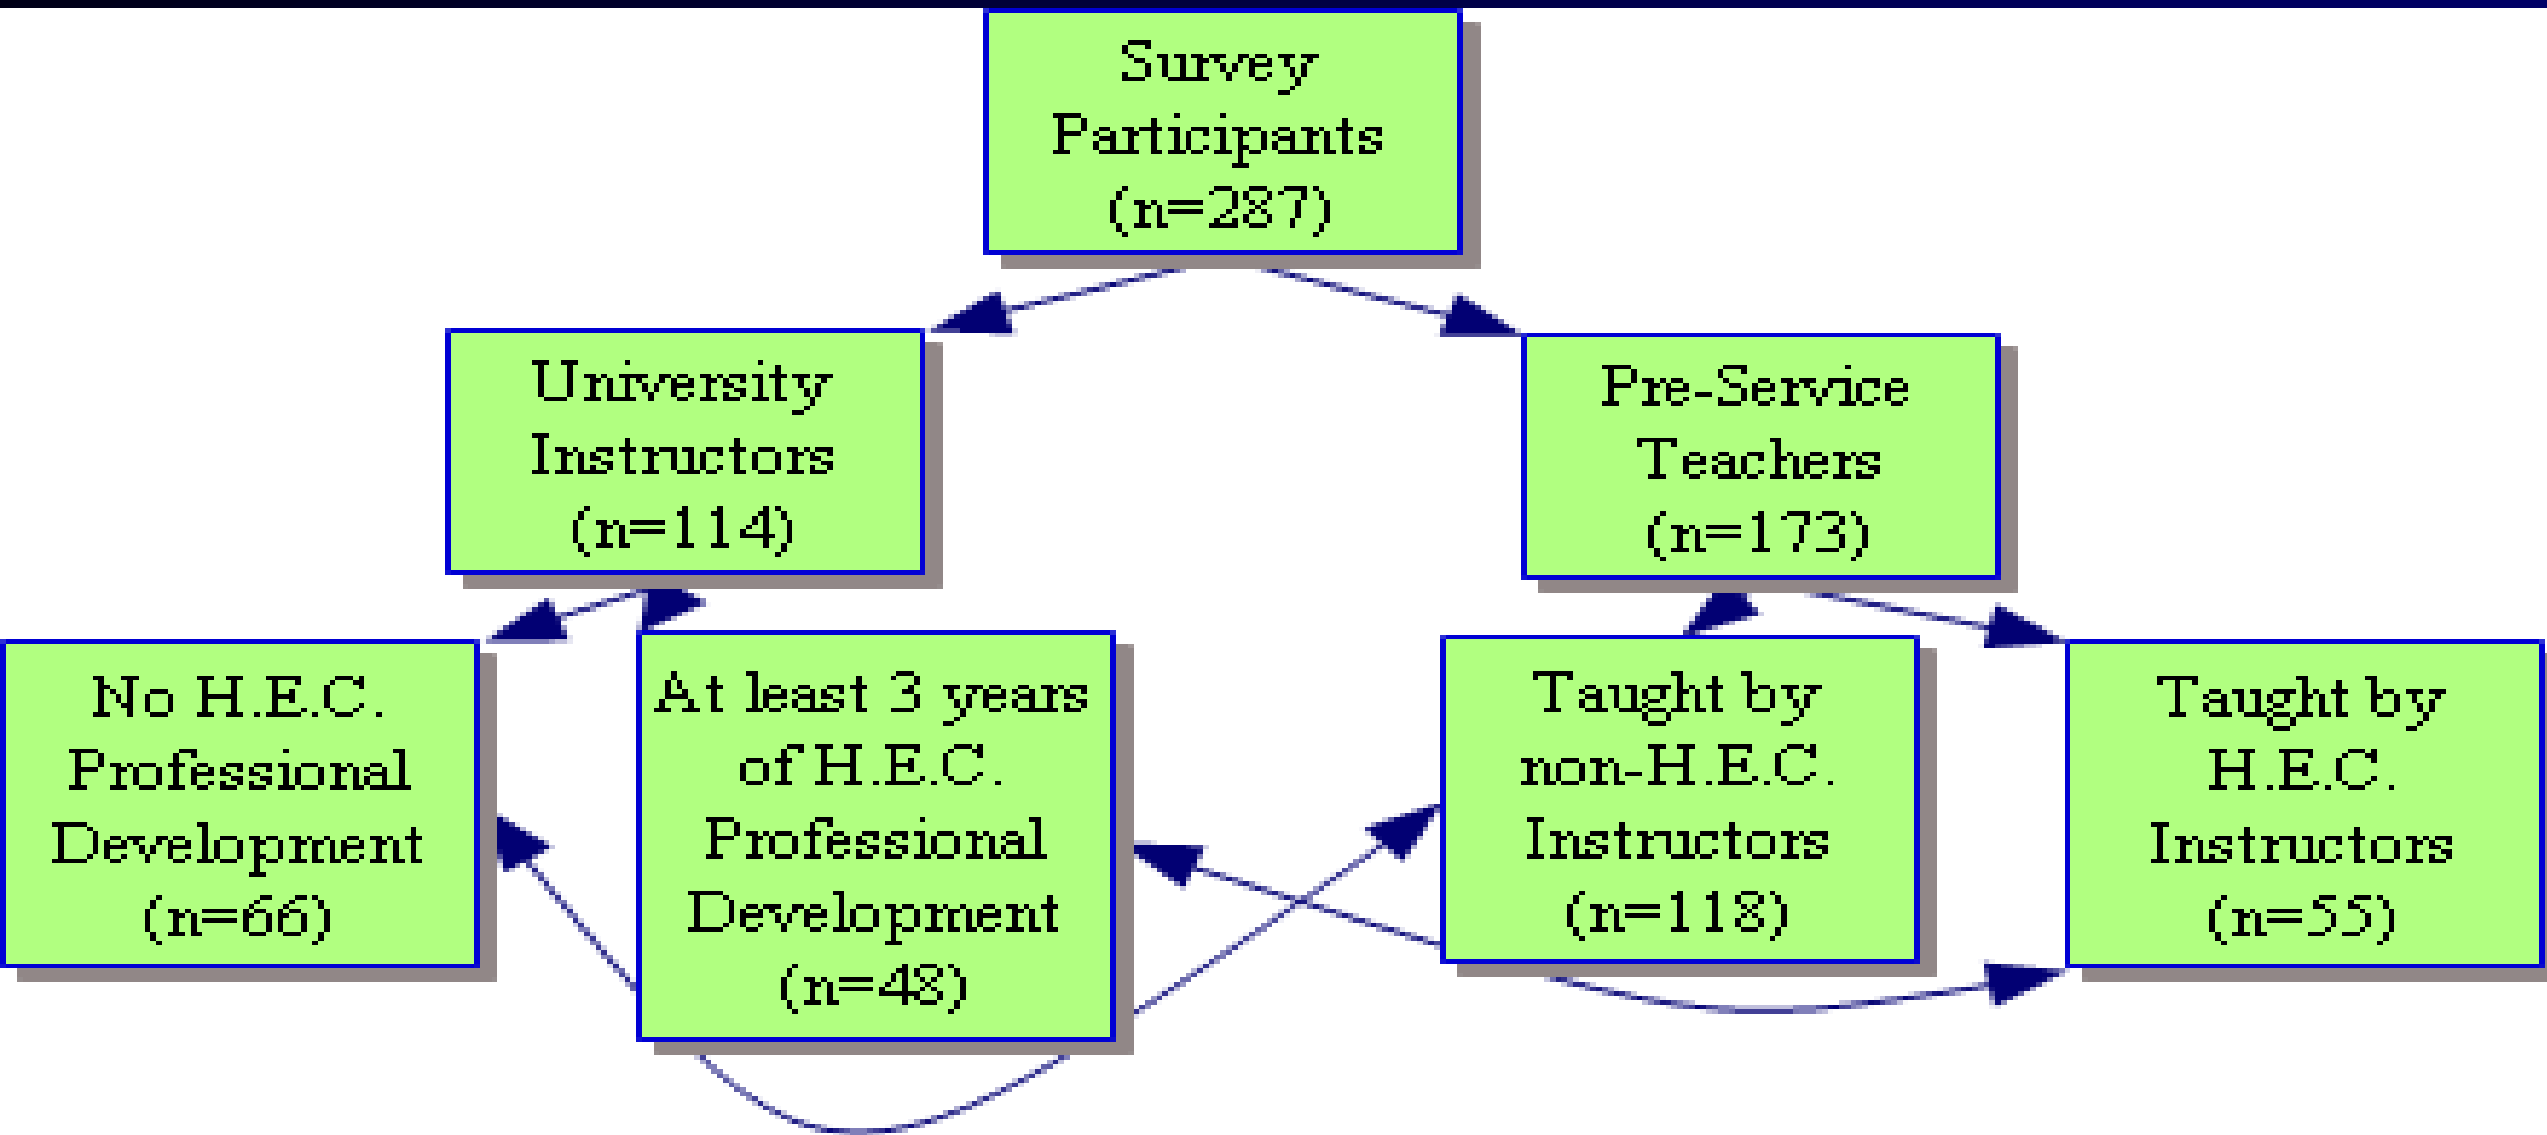 Survey
Participants
(n=287)
University
Instructors
(n=114)
Pre-Service
Teachers
(n=173)
No H.E.C.
Professional
Development
(n=66)
At least 3 years
of H.E.C.
Professional
Development
(n=48)
Taught by
non-H.E.C.
Instructors
(n=118)
Taught by
H.E.C.
Instructors
(n=55)